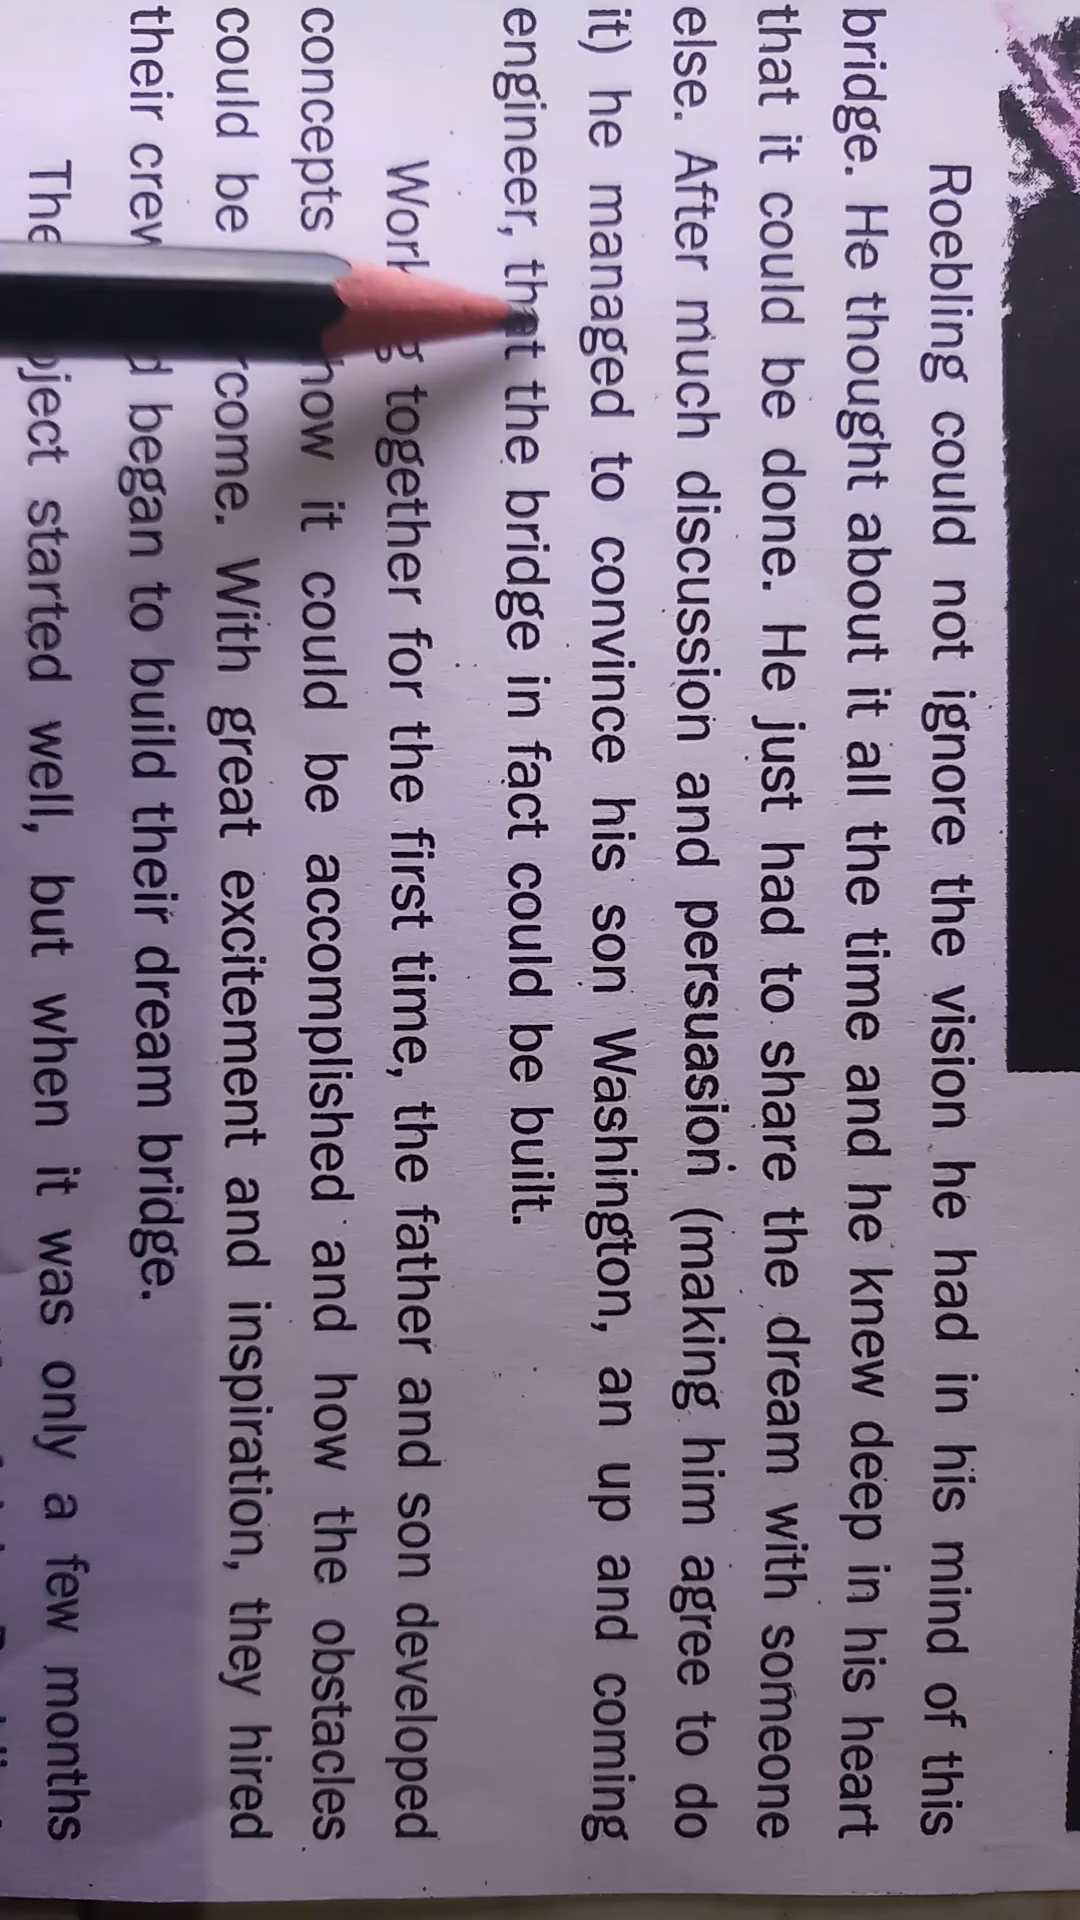 Roebling could not ignore the vision he had in his mind of this
bridge. He thought about it all the time and he knew deep in his heart
that it could be done. He just had to share the dream with someone
else. After much discussion and persuasion (making him agree to do
it) he managed to convince his son Washington, an up and coming
engineer, that the bridge in fact could be built.
together for the first time, the father and son developed
concepts how it could be accomplished and how the obstacles
could be With great excitement and inspiration, they hired
their began to build their dream bridge.
The started well, but when it was only a few months